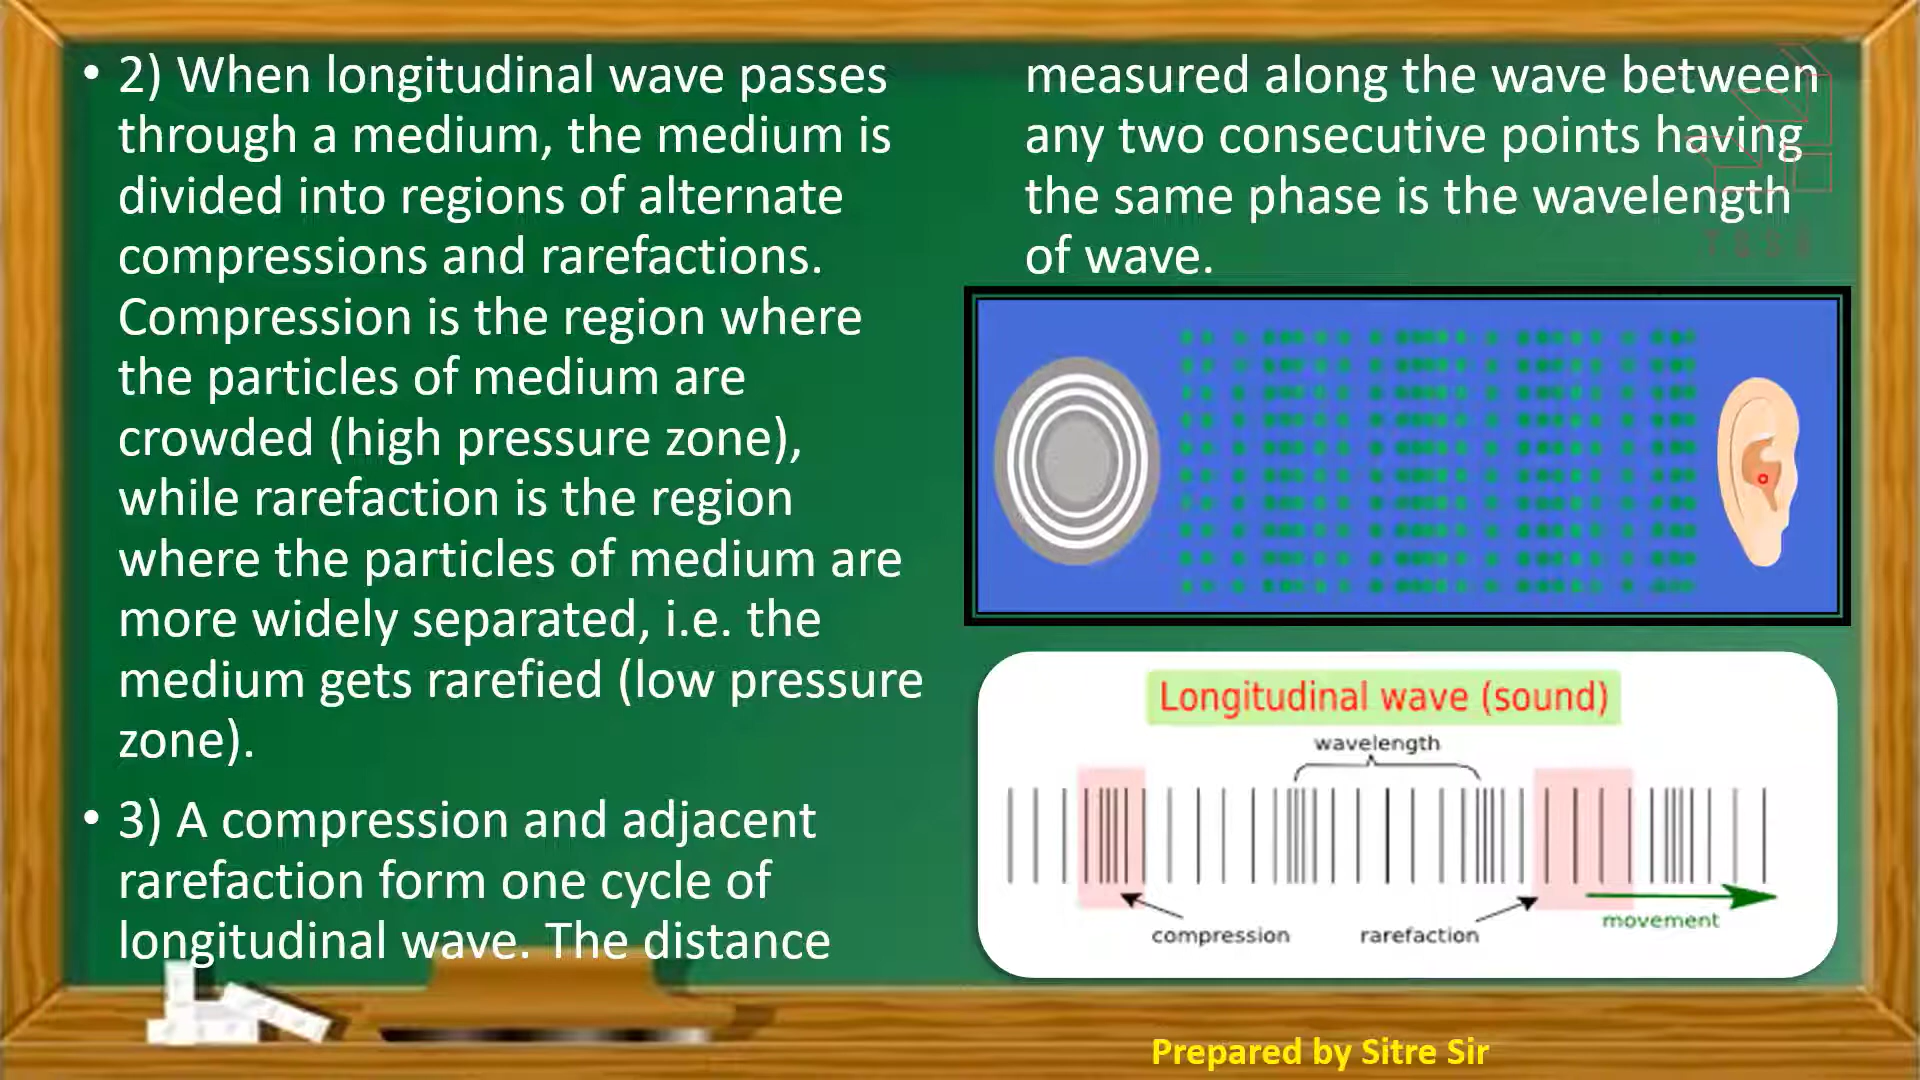 • 2) When longitudinal wave passes
through a medium, the medium is
divided into regions of alternate
compressions and rarefactions.
Compression is the region where
the particles of medium are
crowded (high pressure zone),
while rarefaction is the region
where the particles of medium are
more widely separated, i.e. the
medium gets rarefied (low pressure
zone).
• 3) A compression and adjacent
rarefaction form one cycle of
longitudinal wave. The distance
measured along the wave between
any two consecutive points having
the same phase is the wavelength
of wave.
Longitudinal wave (sound)
wavelength
compression
rarefaction
movement
Prepared by Sitre Sir